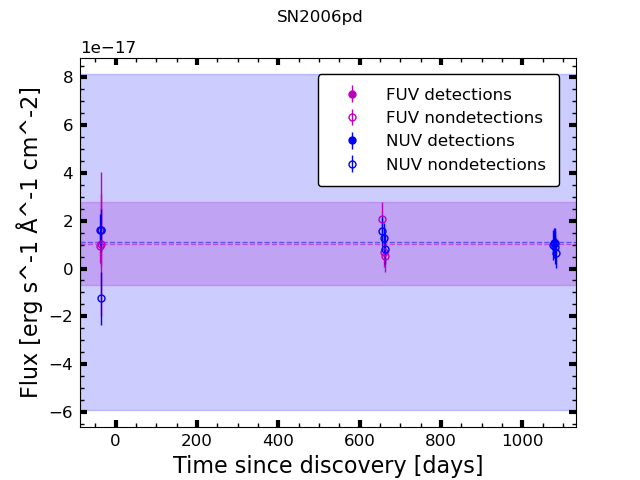 SN2006pd
1e−17
FUV detections
FUV nondetections
NUV detections
NUV nondetections
8
6
4
2
0
−2
−4
−6
Flux [erg s^-1 Å^-1 cm^-2]
0 200 400 600 800 1000
Time since discovery [days]